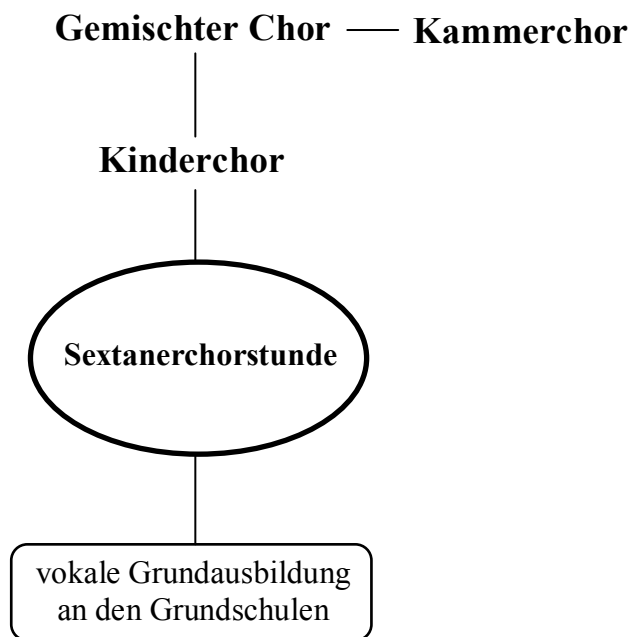 Gemischter Chor — Kammerchor
Kinderchor
Sextanerchorstunde
vokale Grundausbildung
an den Grundschulen